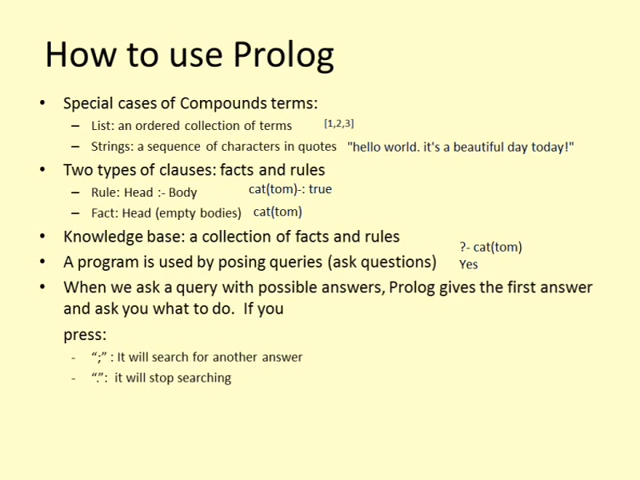 How to use Prolog
• Special cases of Compounds terms:
– List: an ordered collection of terms [1,2,3]
– Strings: a sequence of characters in quotes "hello world. it's a beautiful day today!"
• Two types of clauses: facts and rules
– Rule: Head :- Body cat(tom)-: true
– Fact: Head (empty bodies) cat(tom)
• Knowledge base: a collection of facts and rules
?- cat(tom)
• A program is used by posing queries (ask questions) Yes
• When we ask a query with possible answers, Prolog gives the first answer
and ask you what to do. If you
press:
- “;” : It will search for another answer
- “.”: it will stop searching